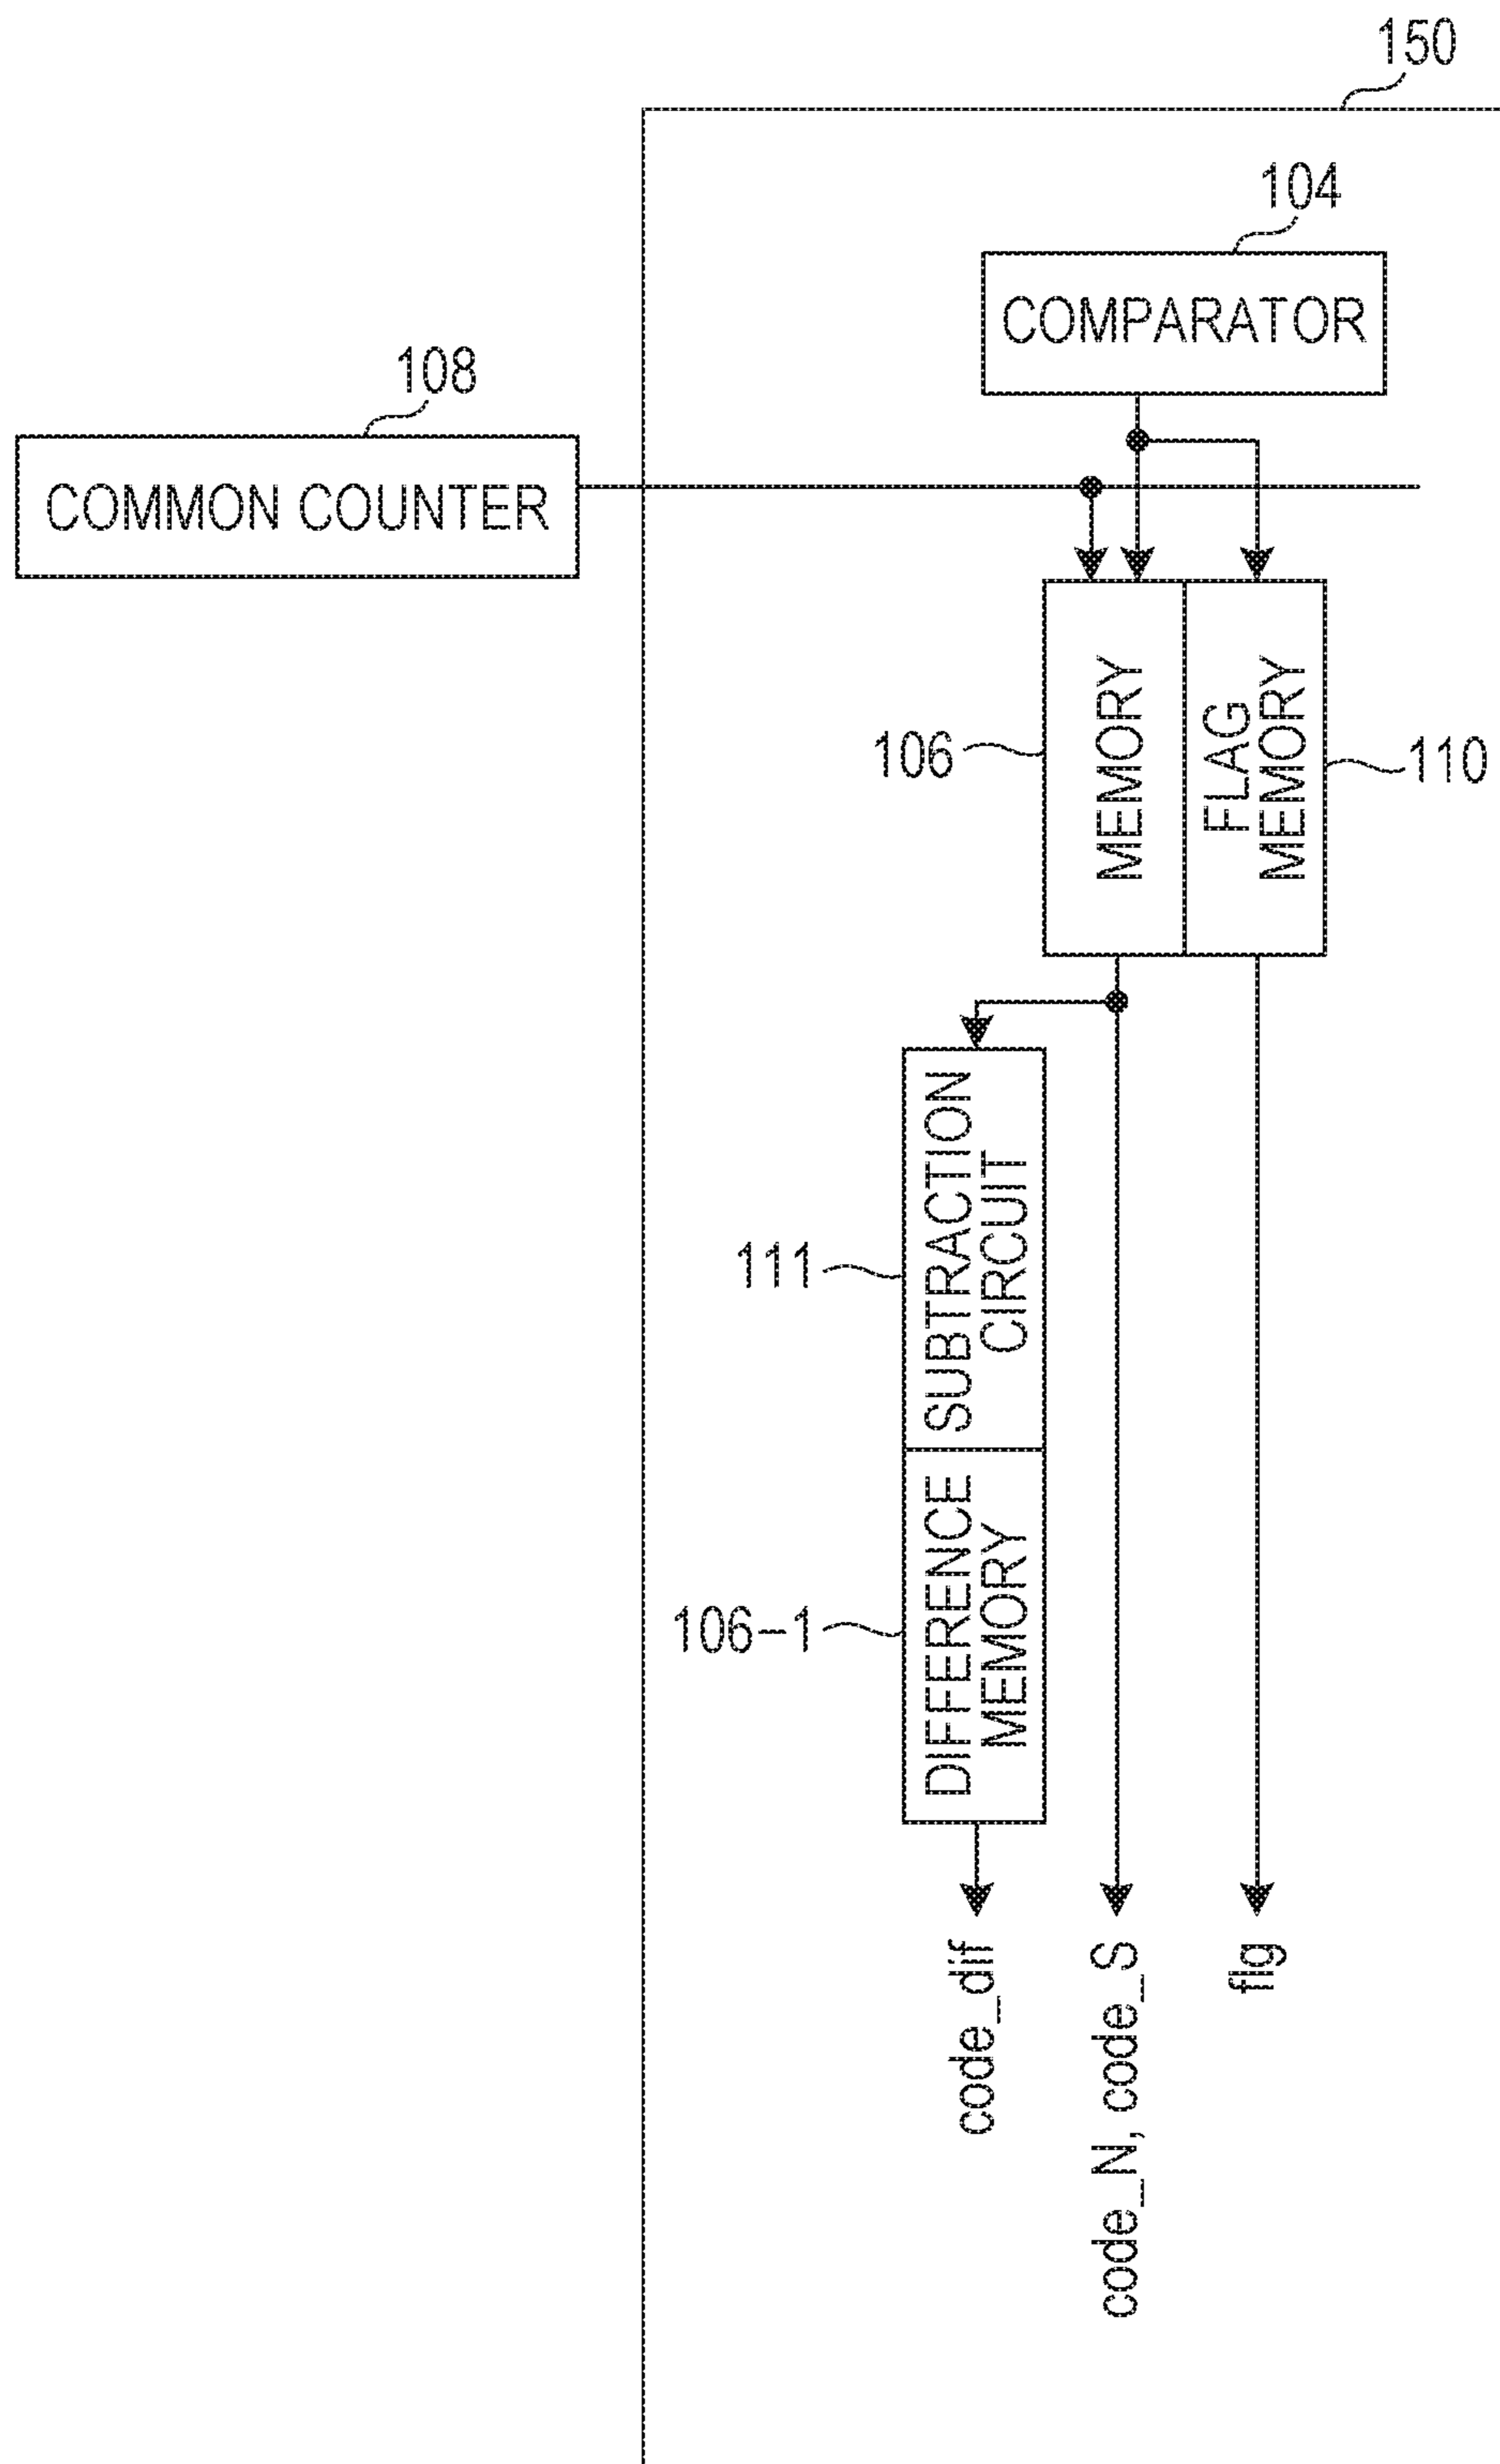 150
104
COMPARATOR
108
COMMON COUNTER
106
MEMORY
FLAG
MEMORY
110
111
SUBTRACTION
CIRCUIT
106-1
DIFFERENCE
MEMORY
code_dif
code_N, code_S
flg